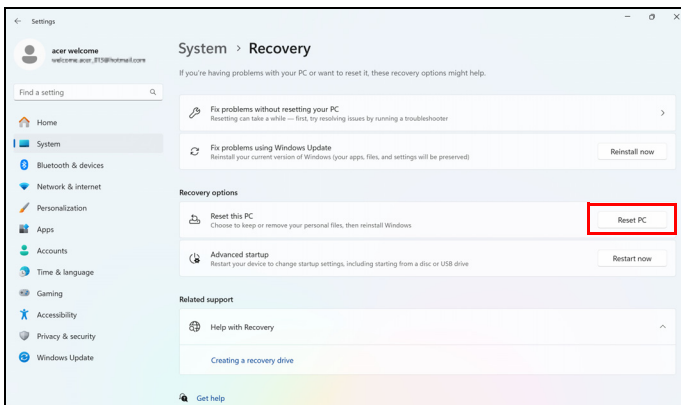 Settings
acer welcome
welcome.acer_815@hotmail.com
Find a setting
Home
System
Bluetooth & devices
Network & internet
Personalization
Apps
Accounts
Time & language
Gaming
Accessibility
Privacy & security
Windows Update
System > Recovery
If you're having problems with your PC or want to reset it, these recovery options might help.
Fix problems without resetting your PC
Resetting can take a while — first, try resolving issues by running a troubleshooter
Fix problems using Windows Update
Reinstall your current version of Windows (your apps, files, and settings will be preserved)
Reinstall now
Recovery options
Reset this PC
Choose to keep or remove your personal files, then reinstall Windows
Reset PC
Advanced startup
Restart your device to change startup settings, including starting from a disc or USB drive
Restart now
Related support
Help with Recovery
Creating a recovery drive
Get help